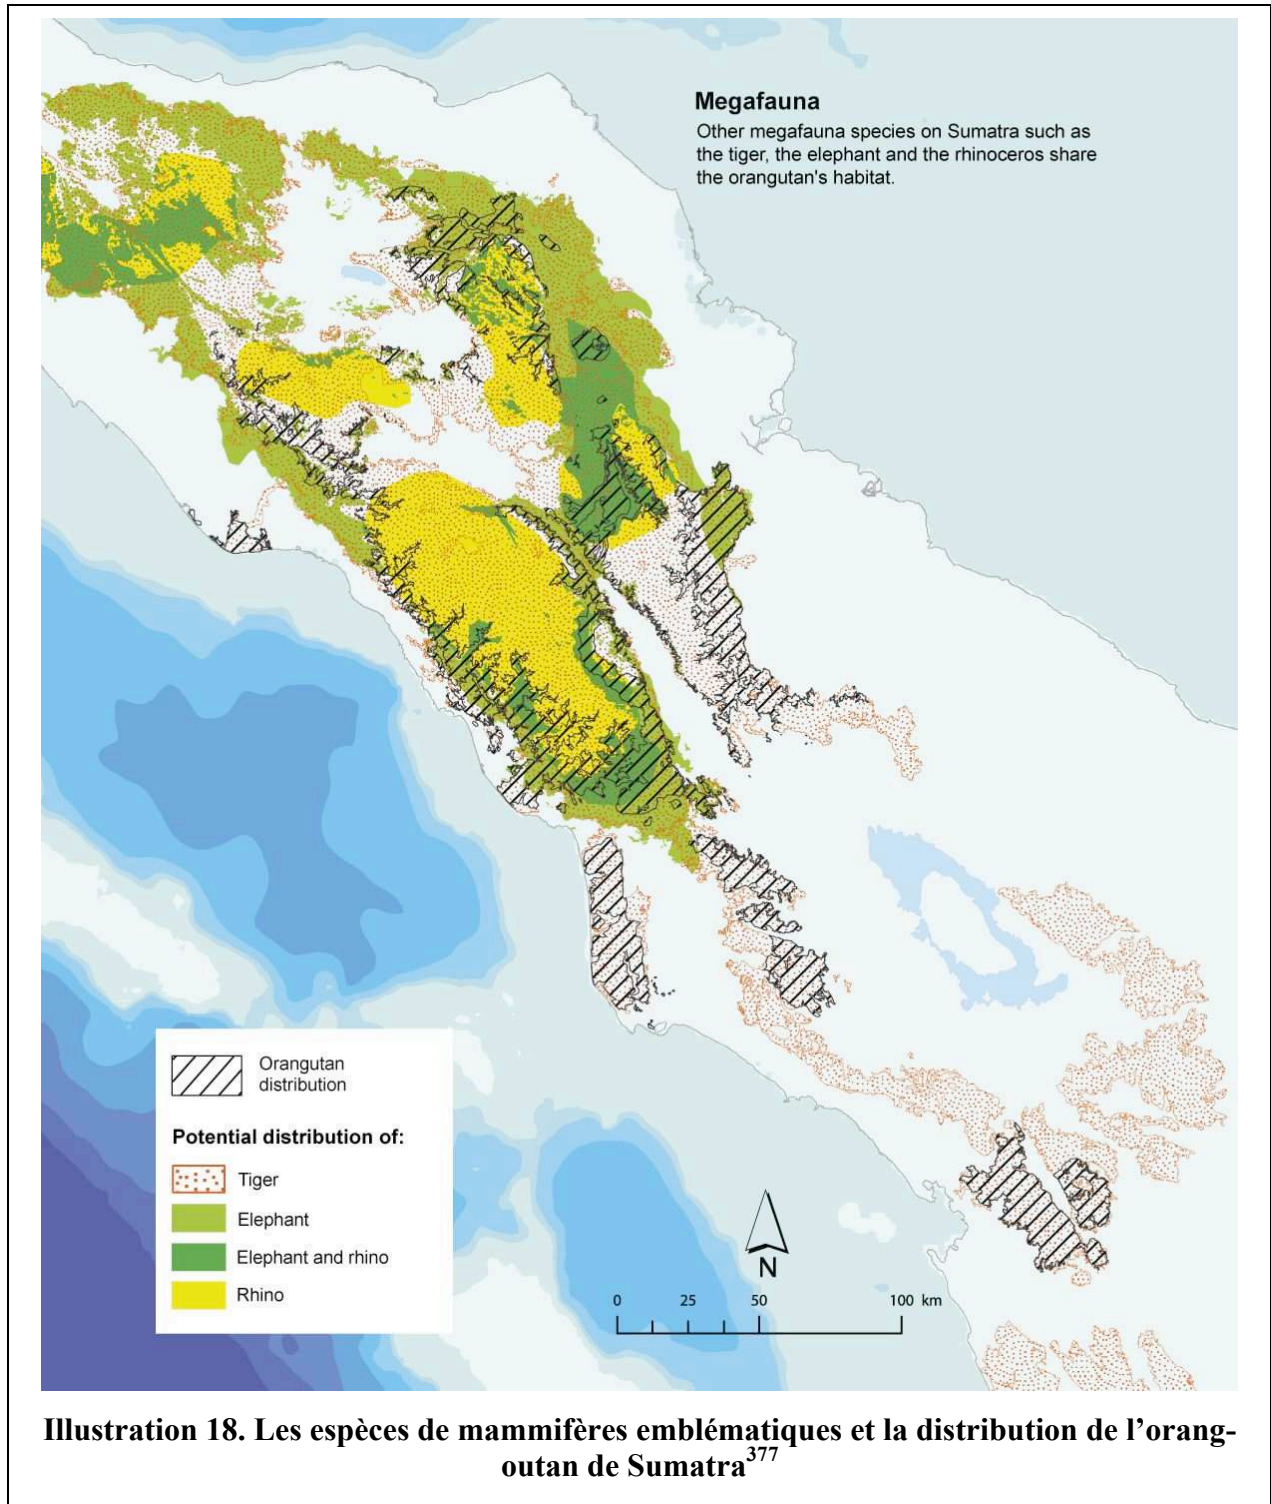 Megafauna
Other megafauna species on Sumatra such as
the tiger, the elephant and the rhinoceros share
the orangutan's habitat.
Orangutan
distribution
Potential distribution of:
Tiger
Elephant
Elephant and rhino
Rhino
N
0 25 50 100 km
Illustration 18. Les espèces de mammifères emblématiques et la distribution de l’orang-
outan de Sumatra377